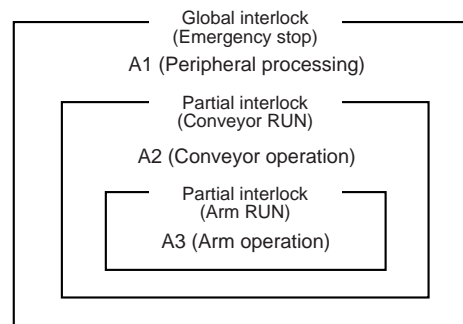 Global interlock
(Emergency stop)
A1 (Peripheral processing)
Partial interlock
(Conveyor RUN)
A2 (Conveyor operation)
Partial interlock
(Arm RUN)
A3 (Arm operation)